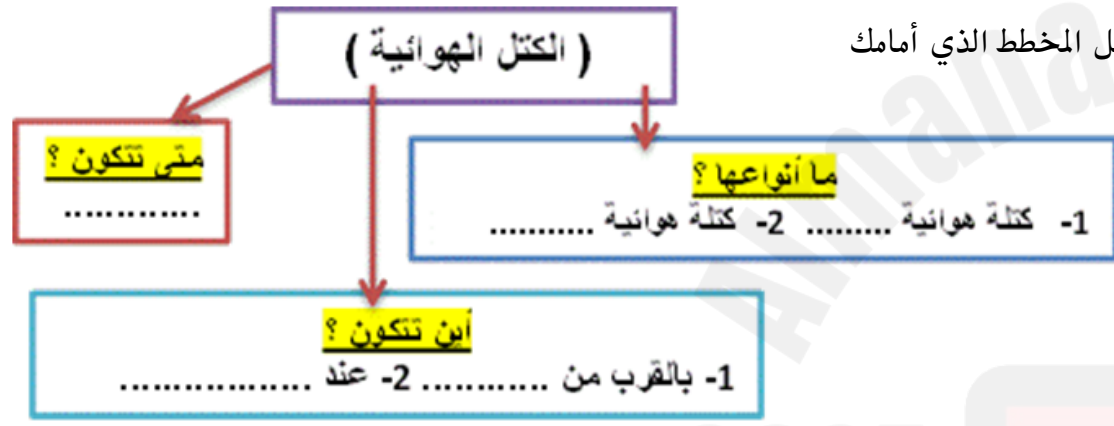 ل المخطط الذي أمامك
( الكتل الهوائية )
ما أنواعها ؟
1- كتلة هوائية ......... 2- كتلة هوائية ...........
متى تتكون ؟
.............
أين تتكون ؟
1- بالقرب من ............ 2- عند ..................
Almana